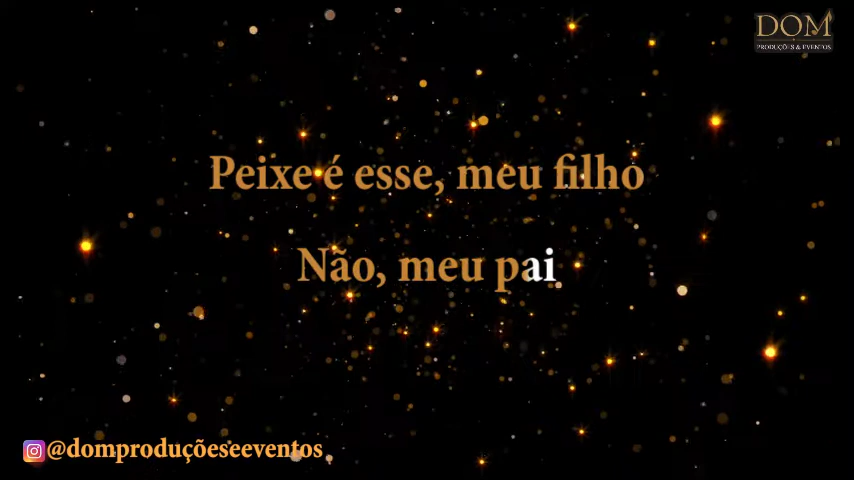 DOM
PRODUÇÕES & EVENTOS
Peixe é esse, meu filho
Não, meu pai
@domproduçõeseeventos